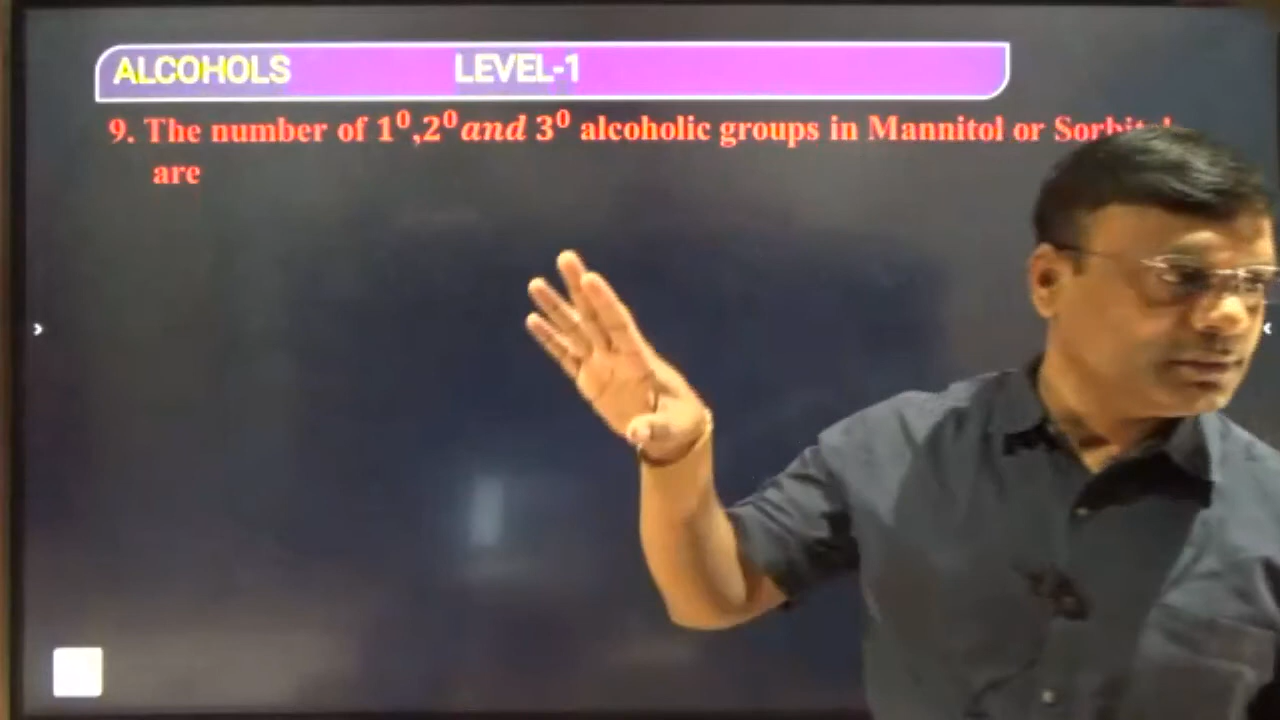 ALCOHOLS LEVEL-1
9. The number of 1⁰,2⁰ and 3⁰ alcoholic groups in Mannitol or
are